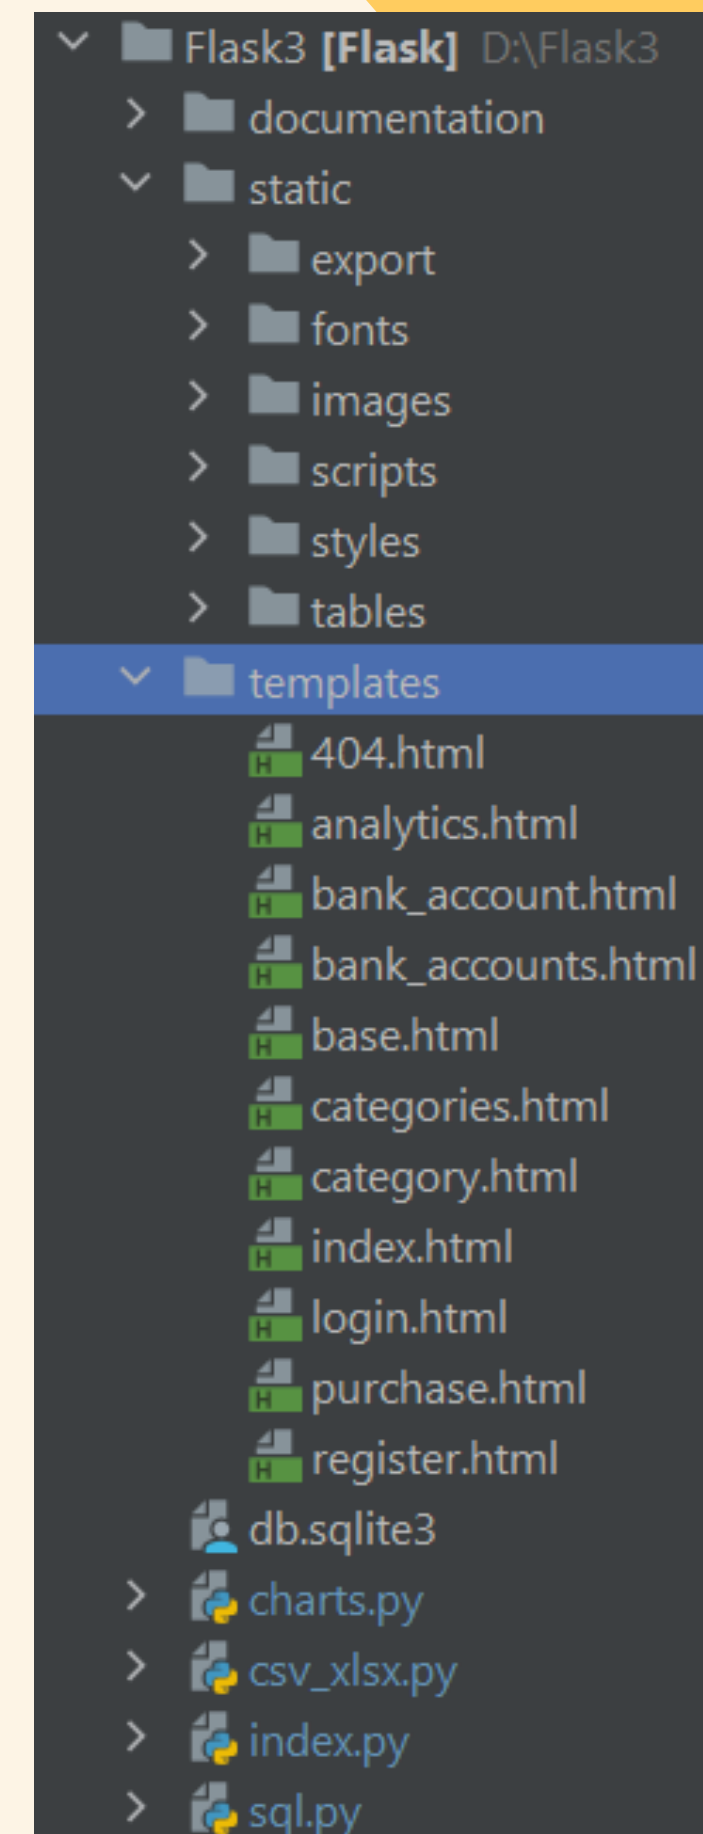 Flask3 [Flask] D:\Flask3
documentation
static
export
fonts
images
scripts
styles
tables
templates
404.html
analytics.html
bank_account.html
bank_accounts.html
base.html
categories.html
category.html
index.html
login.html
purchase.html
register.html
db.sqlite3
charts.py
csv_xlsx.py
index.py
sql.py